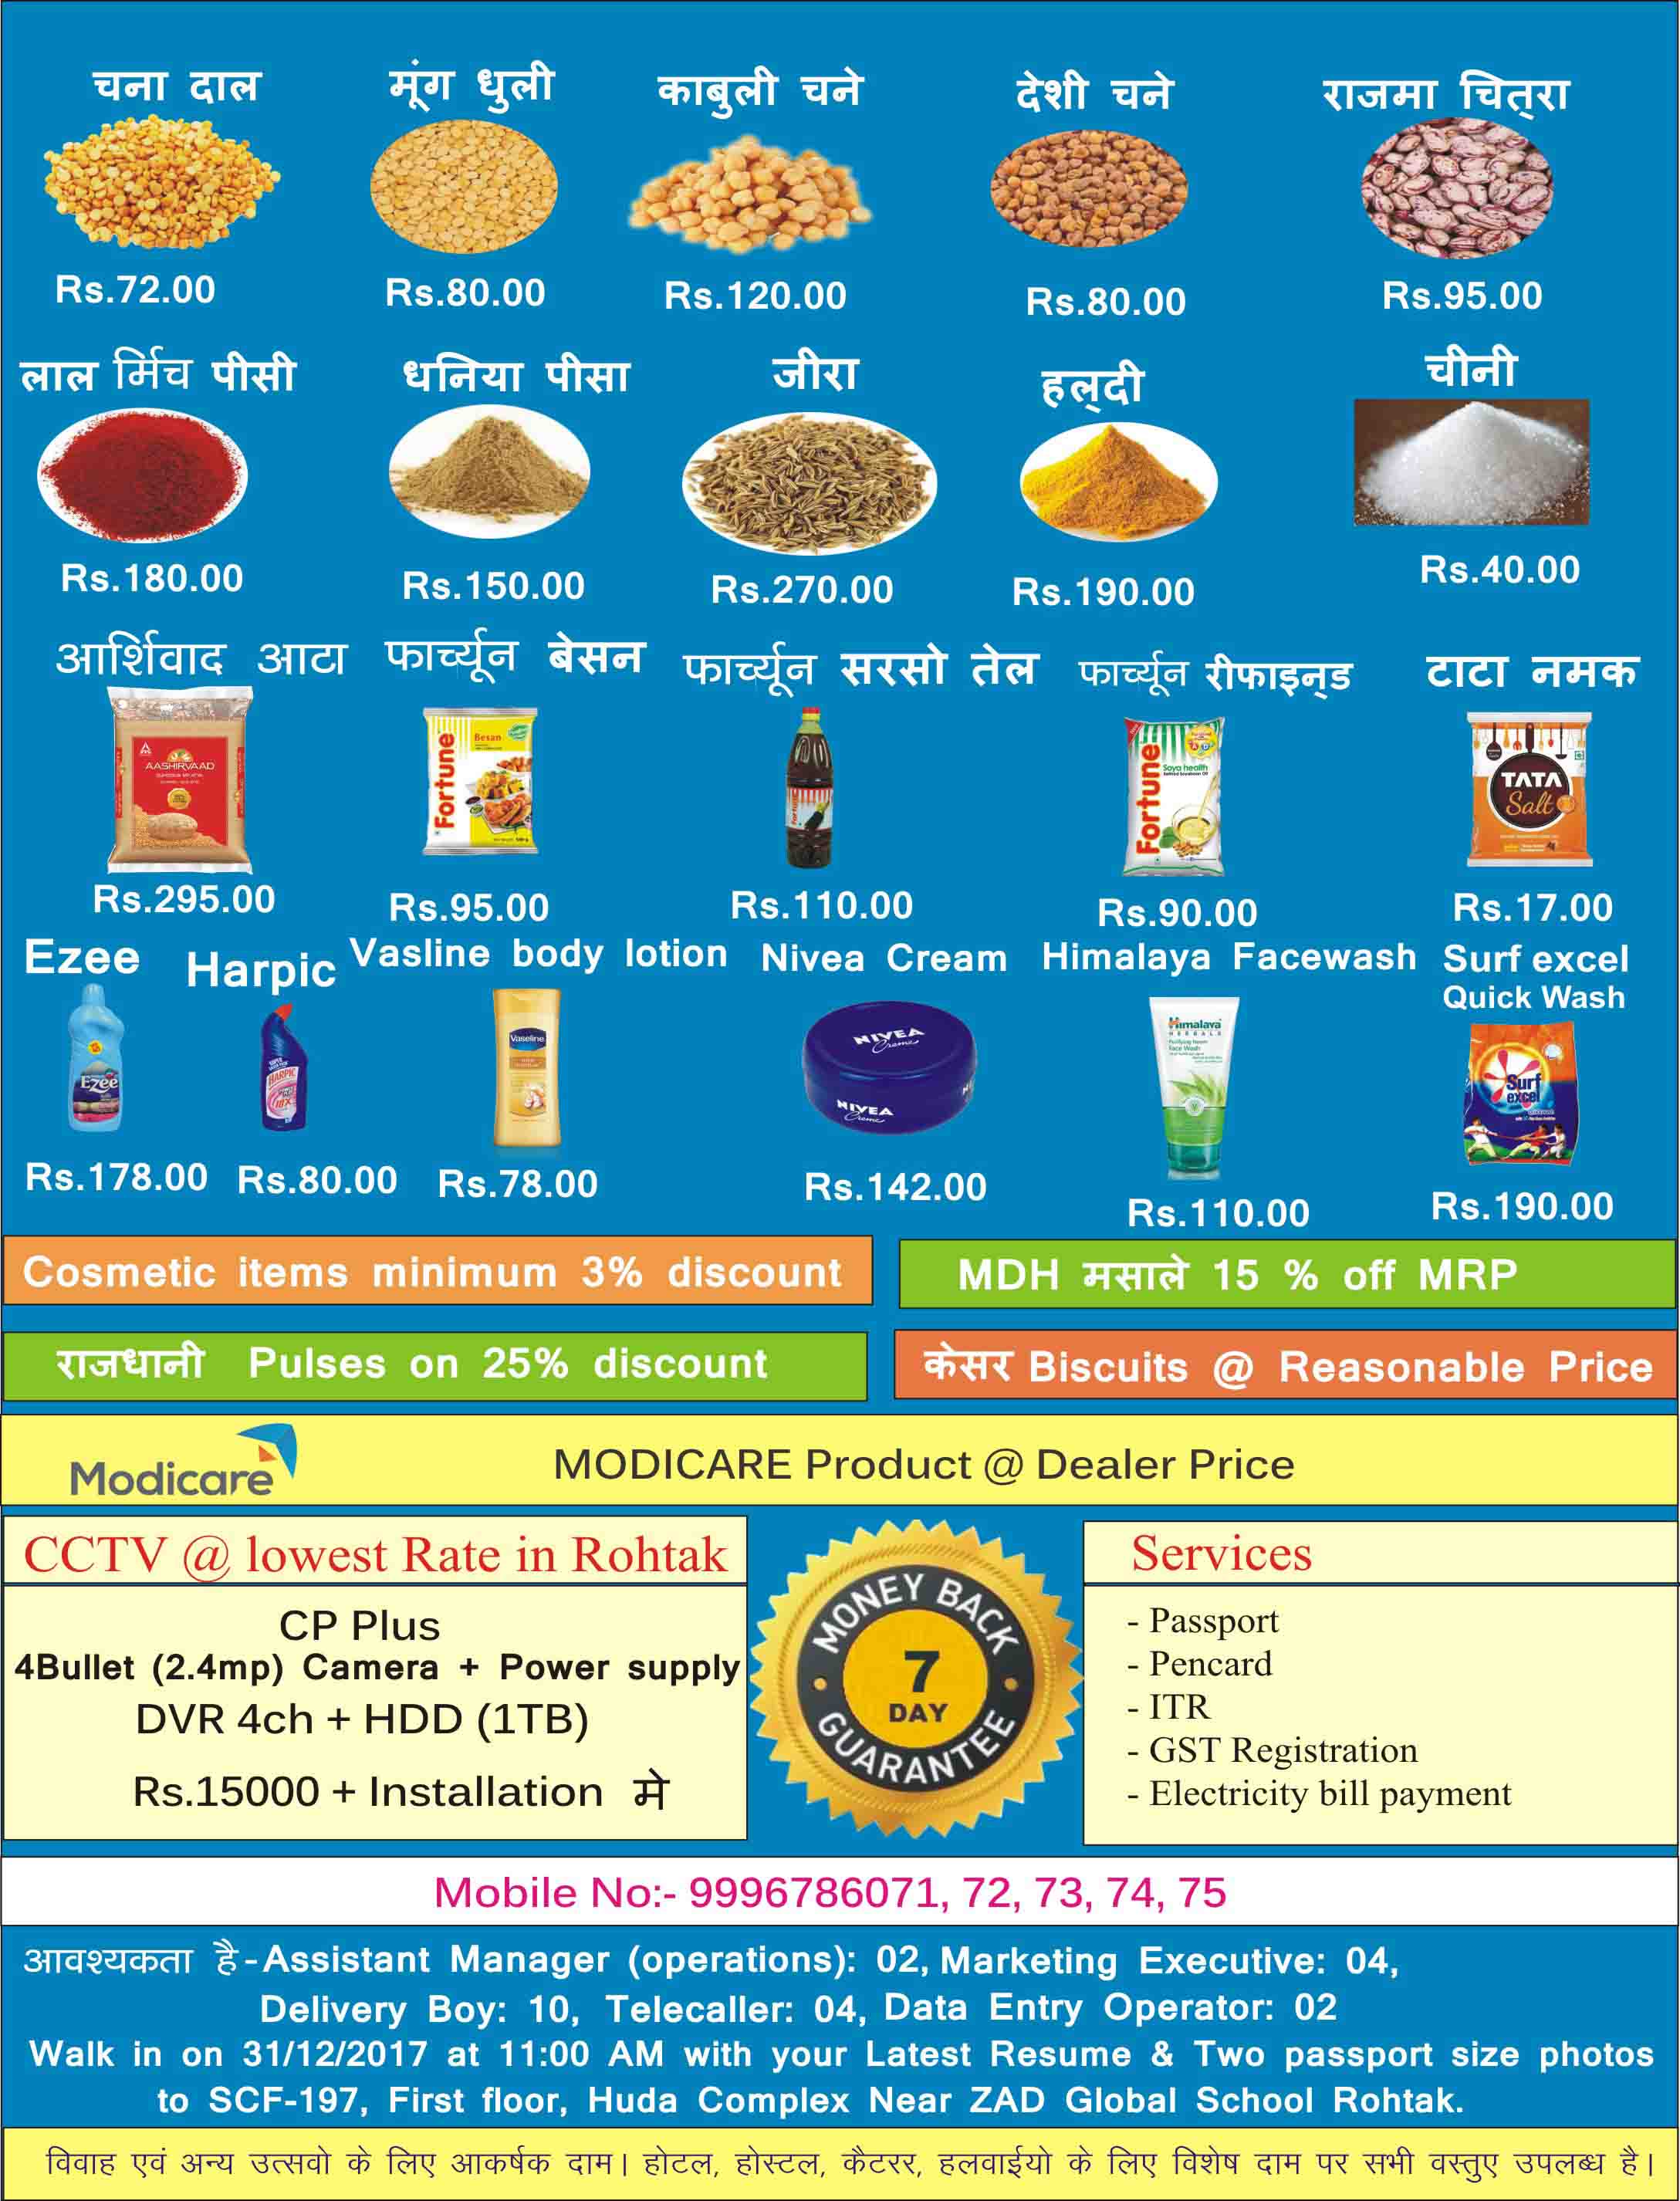 चना दाल मूंग धुली काबुली चने देशी चने राजमा चित्‌रा
Rs.72.00 Rs.80.00 Rs.120.00 Rs.80.00 Rs.95.00
लाल र्मिच पीसी धनिया पीसा जीरा हल्‌दी चीनी
Rs.180.00 Rs.150.00 Rs.270.00 Rs.190.00 Rs.40.00
आर्शिवाद आटा फार्च्यून बेसन फार्च्यून सरसो तेल फार्च्यून रीफाइन्‌ड टाटा नमक
AASHIRVAAD
Fortune Besan
Fortune
Fortune Soya health
TATA Salt
Rs.295.00 Rs.95.00 Rs.110.00 Rs.90.00 Rs.17.00
Ezee Harpic Vasline body lotion Nivea Cream Himalaya Facewash Surf excel
Quick Wash
Ezee
HARPIC
10X
Vaseline
NIVEA
Creme
NIVEA
Creme
Himalaya
HERBALS
Purifying Neem
Face Wash
Surf
excel
Rs.178.00 Rs.80.00 Rs.78.00 Rs.142.00 Rs.110.00 Rs.190.00
Cosmetic items minimum 3% discount
MDH मसाले 15 % off MRP
राजधानी Pulses on 25% discount
केसर Biscuits @ Reasonable Price
Modicare
MODICARE Product @ Dealer Price
CCTV @ lowest Rate in Rohtak
CP Plus
4Bullet (2.4mp) Camera + Power supply
DVR 4ch + HDD (1TB)
Rs.15000 + Installation मे
MONEY BACK
7
DAY
GUARANTEE
Services
- Passport
- Pencard
- ITR
- GST Registration
- Electricity bill payment
Mobile No:- 9996786071, 72, 73, 74, 75
आवश्यकता है-Assistant Manager (operations): 02, Marketing Executive: 04,
Delivery Boy: 10, Telecaller: 04, Data Entry Operator: 02
Walk in on 31/12/2017 at 11:00 AM with your Latest Resume & Two passport size photos
to SCF-197, First floor, Huda Complex Near ZAD Global School Rohtak.
विवाह एवं अन्य उत्सवो के लिए आकर्षक दाम। होटल, होस्टल, कैटरर, हलवाईयो के लिए विशेष दाम पर सभी वस्तुए उपलब्ध है।